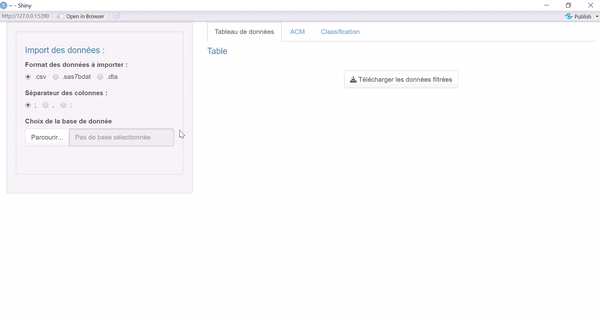 ~ - Shiny
http://127.0.0.1:5390 Open in Browser Publish
Tableau de données ACM Classification
Import des données :
Table
Format des données à importer :
.csv .sas7bdat .dta
Télécharger les données filtrées
Séparateur des colonnes :
; , :
Choix de la base de donnée
Parcourir... Pas de base sélectionnée